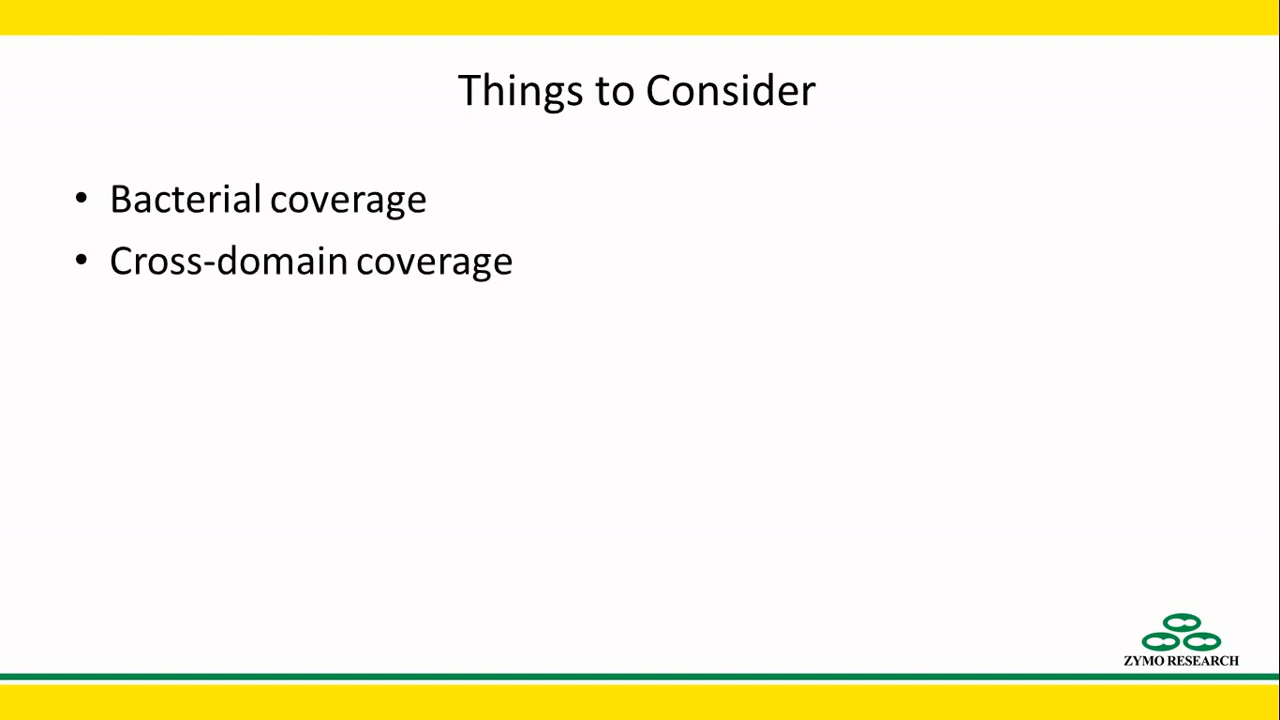 Things to Consider
• Bacterial coverage
• Cross-domain coverage
ZYMO RESEARCH